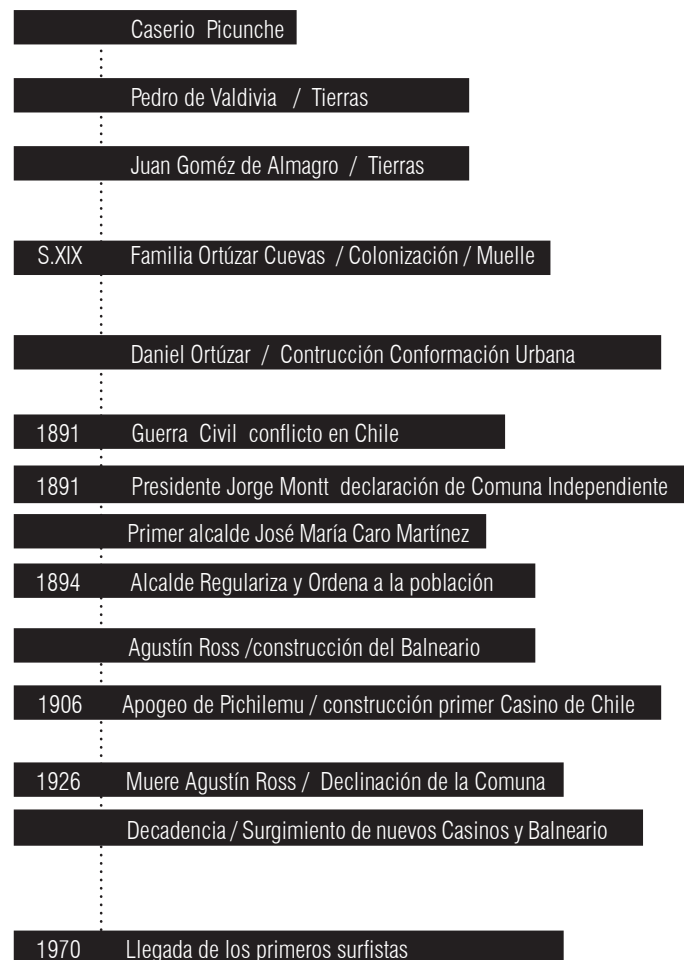 Caserio Picunche
Pedro de Valdivia / Tierras
Juan Goméz de Almagro / Tierras
S.XIX Familia Ortúzar Cuevas / Colonización / Muelle
Daniel Ortúzar / Contrucción Conformación Urbana
1891 Guerra Civil conflicto en Chile
1891 Presidente Jorge Montt declaración de Comuna Independiente
Primer alcalde José María Caro Martínez
1894 Alcalde Regulariza y Ordena a la población
Agustín Ross /construcción del Balneario
1906 Apogeo de Pichilemu / construcción primer Casino de Chile
1926 Muere Agustín Ross / Declinación de la Comuna
Decadencia / Surgimiento de nuevos Casinos y Balneario
1970 Llegada de los primeros surfistas